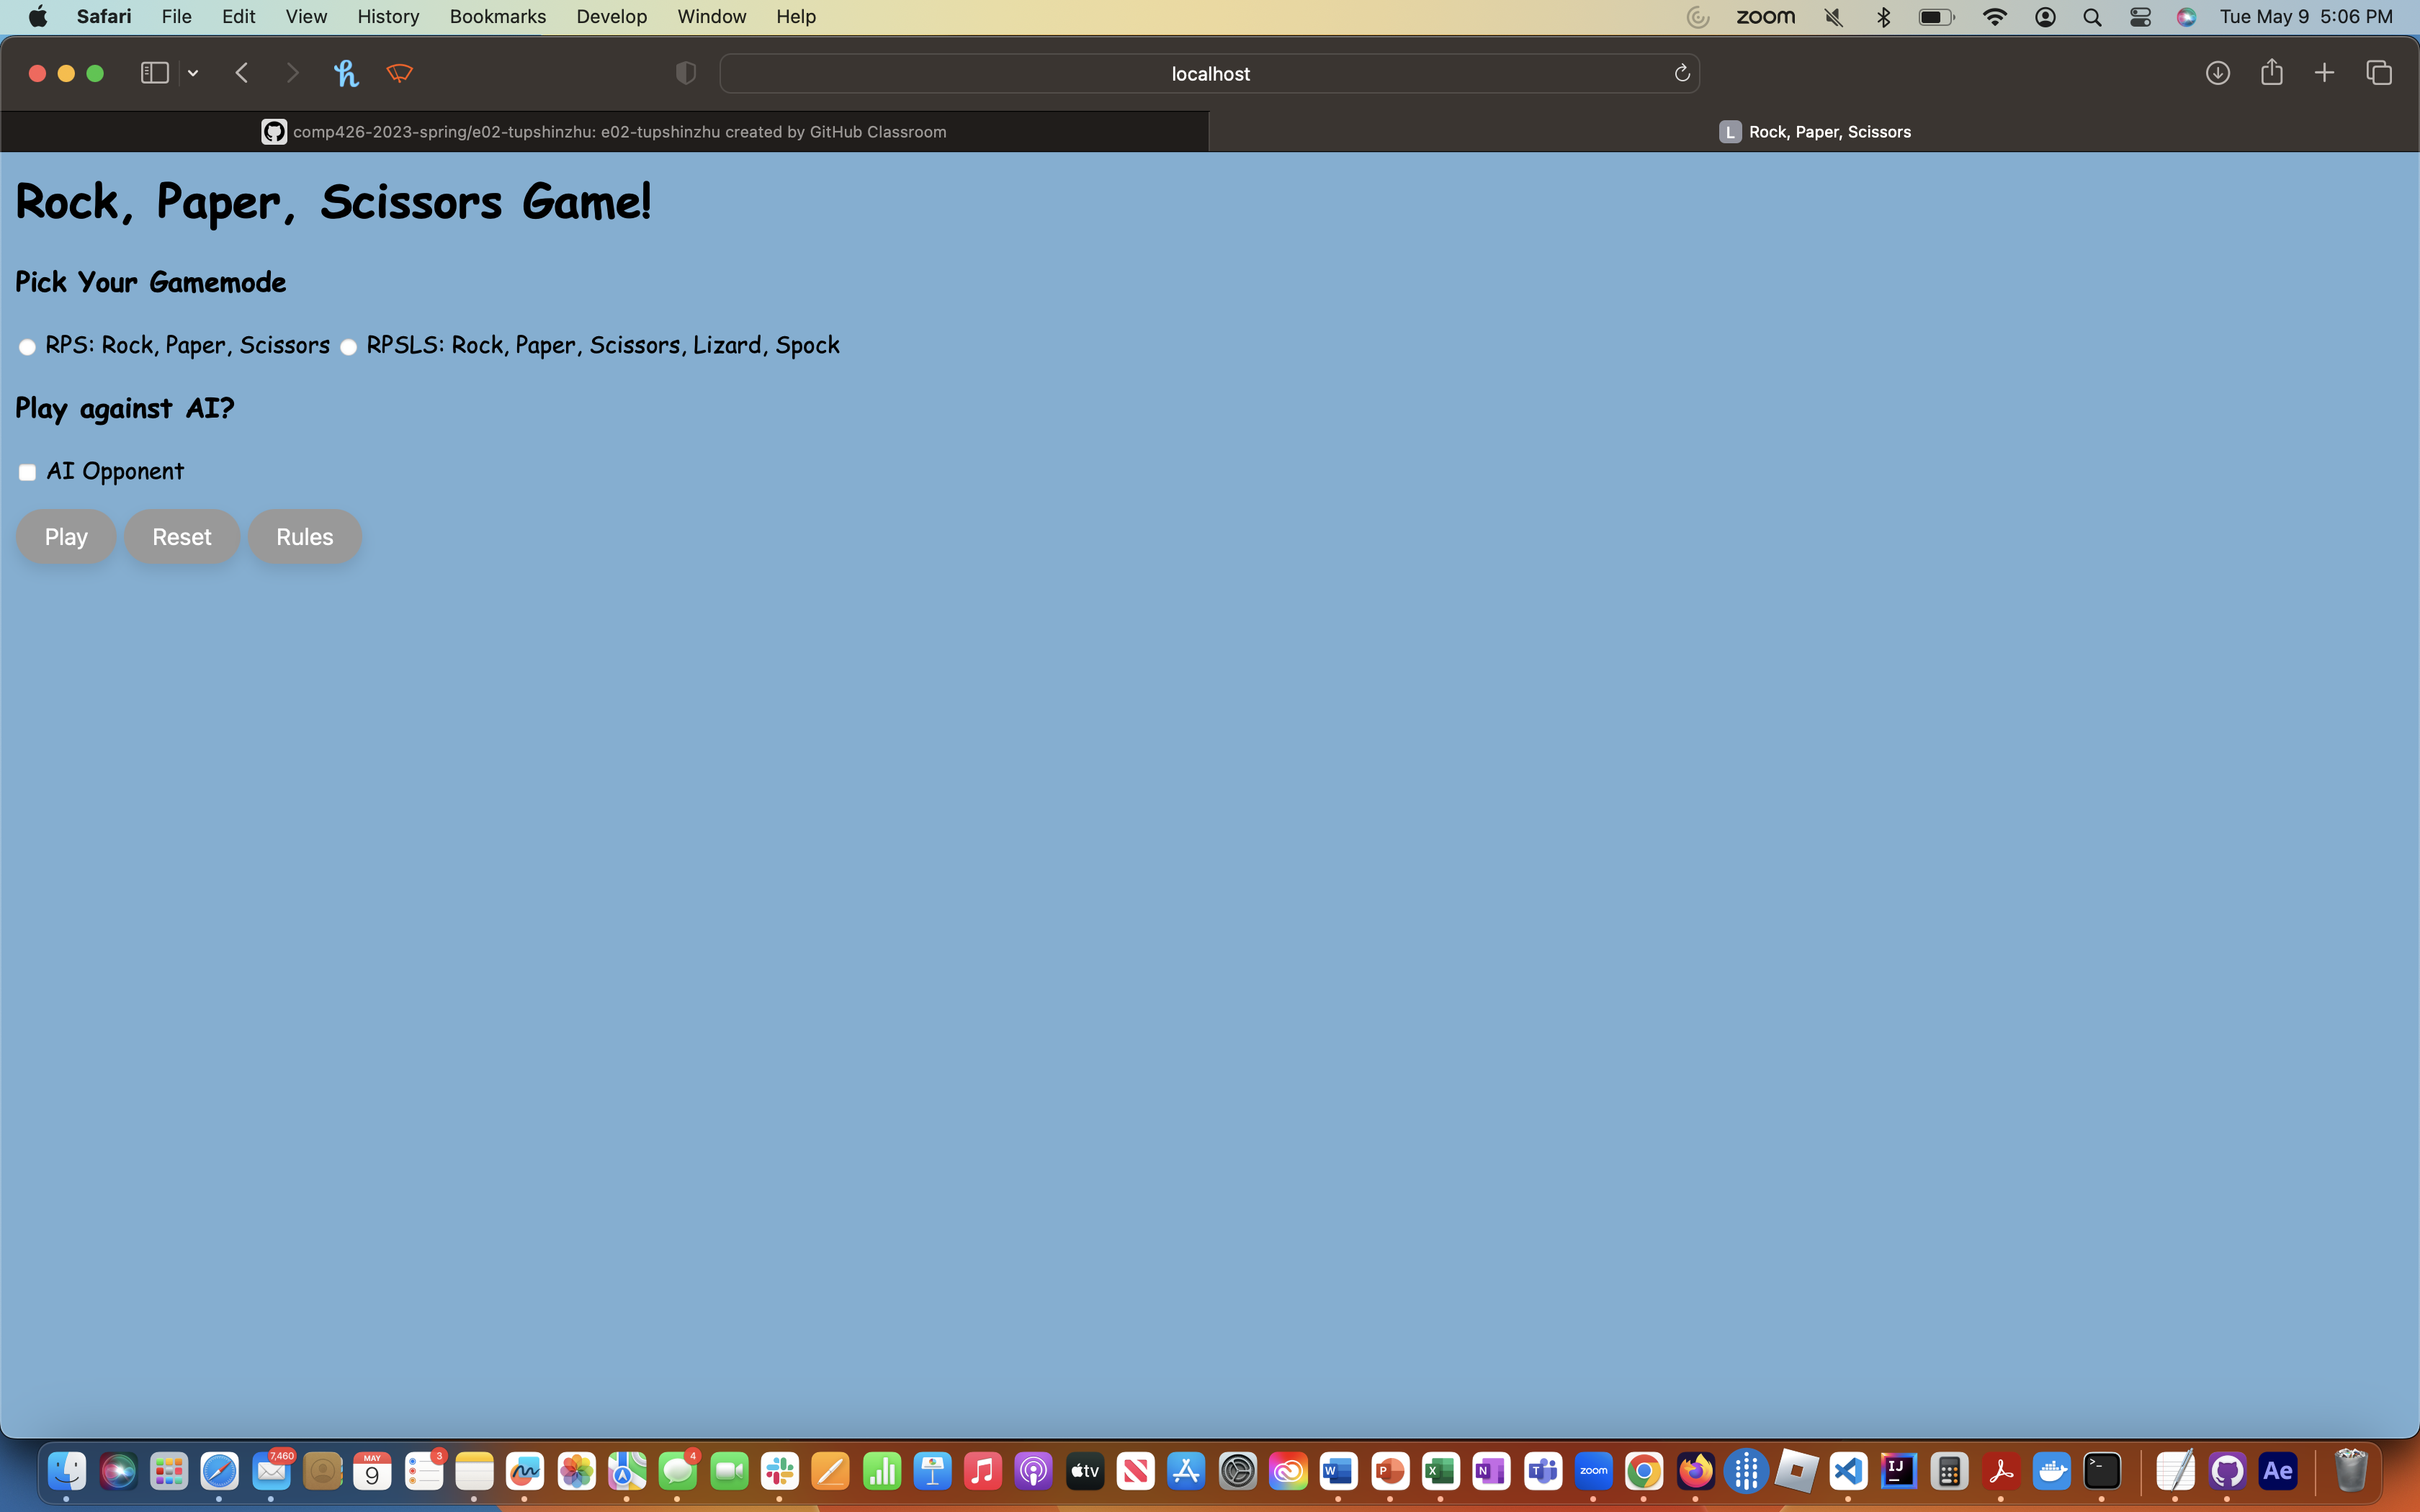 Safari File Edit View History Bookmarks Develop Window Help zoom Tue May 9 5:06 PM
localhost
comp426-2023-spring/e02-tupshinzhu: e02-tupshinzhu created by GitHub Classroom L Rock, Paper, Scissors
Rock, Paper, Scissors Game!
Pick Your Gamemode
RPS: Rock, Paper, Scissors RPSLS: Rock, Paper, Scissors, Lizard, Spock
Play against AI?
AI Opponent
Play Reset Rules
7,460 MAY 9 3 4 tv W P X N T zoom IJ >_ Ae